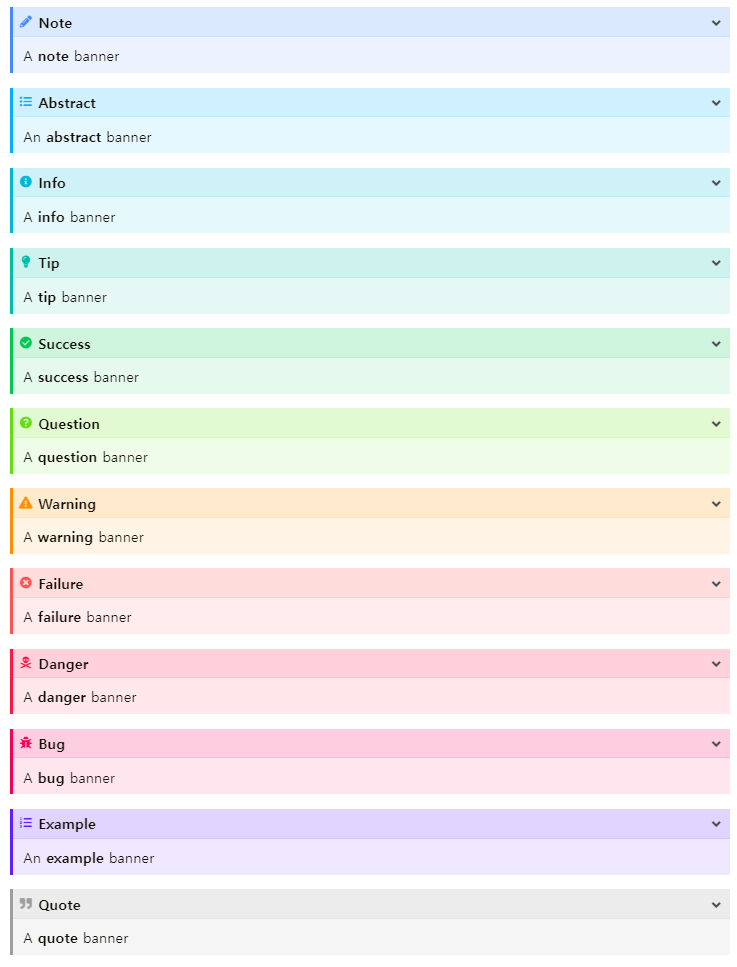 Note
A note banner
Abstract
An abstract banner
Info
A info banner
Tip
A tip banner
Success
A success banner
Question
A question banner
Warning
A warning banner
Failure
A failure banner
Danger
A danger banner
Bug
A bug banner
Example
An example banner
Quote
A quote banner